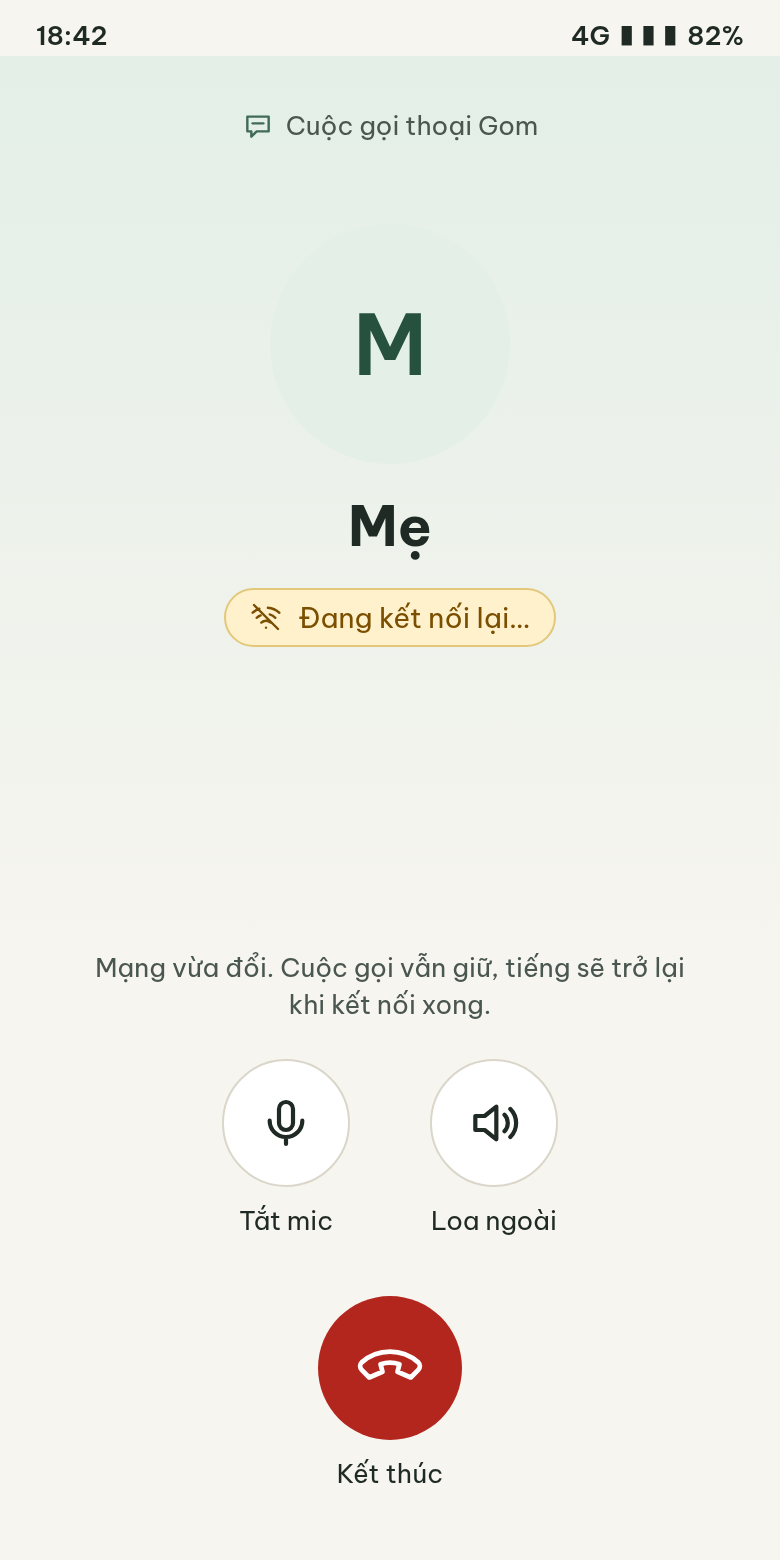 18:42
4G 82%
Cuộc gọi thoại Gom
M
Mẹ
Đang kết nối lại...
Mạng vừa đổi. Cuộc gọi vẫn giữ, tiếng sẽ trở lại
khi kết nối xong.
Tắt mic
Loa ngoài
Kết thúc